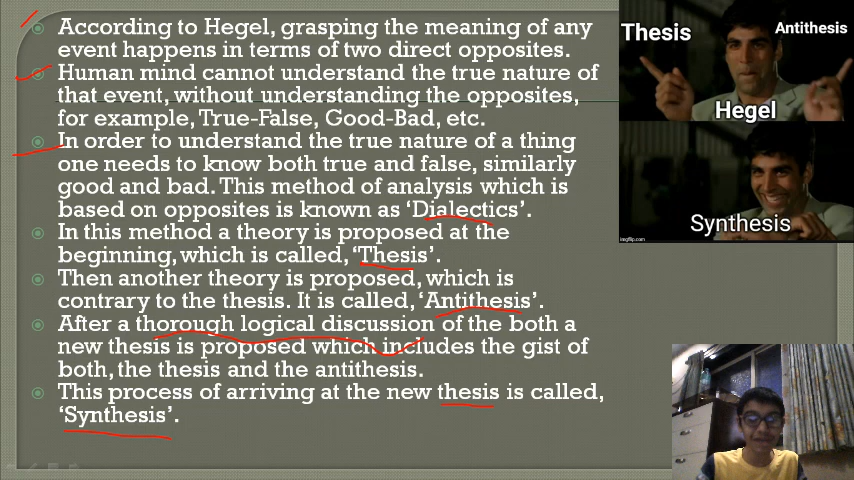 According to Hegel, grasping the meaning of any
event happens in terms of two direct opposites.
Human mind cannot understand the true nature of
that event, without understanding the opposites,
for example, True-False, Good-Bad, etc.
In order to understand the true nature of a thing
one needs to know both true and false, similarly
good and bad. This method of analysis which is
based on opposites is known as ‘Dialectics’.
In this method a theory is proposed at the
beginning, which is called, ‘Thesis’.
Then another theory is proposed, which is
contrary to the thesis. It is called, ‘Antithesis’.
After a thorough logical discussion of the both a
new thesis is proposed which includes the gist of
both, the thesis and the antithesis.
This process of arriving at the new thesis is called,
‘Synthesis’.
Thesis
Antithesis
Hegel
Synthesis
imgflip.com